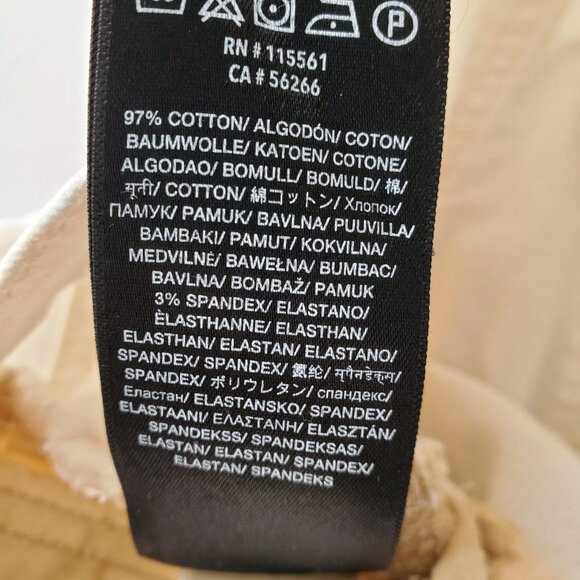 P
RN # 115561
CA # 56266
97% COTTON/ ALGODÓN/ COTON/
BAUMWOLLE/ KATOEN/ COTONE/
ALGODAO/ BOMULL/ BOMULD/ 棉/
सूती/ COTTON/ 綿コットン/ Хлопок/
ПАМУК/ PAMUK/ BAVLNA/ PUUVILLA/
BAMBAKI/ PAMUT/ KOKVILNA/
MEDVILNĖ/ BAWEŁNA/ BUMBAC/
BAVLNA/ BOMBAŽ/ PAMUK
3% SPANDEX/ ELASTANO/
ÈLASTHANNE/ ELASTHAN/
ELASTHAN/ ELASTAN/ ELASTANO/
SPANDEX/ SPANDEX/ 氨纶/
SPANDEX/ ポリウレタン/ спандекс/
Еластан/ ELASTANSKO/ SPANDEX/
ELASTAANI/ ΕΛΑΣΤΑΝΗ/ ELASZTÁN/
SPANDEKSS/ SPANDEKSAS/
ELASTAN/ ELASTAN/ SPANDEX/
ELASTAN/ SPANDEKS